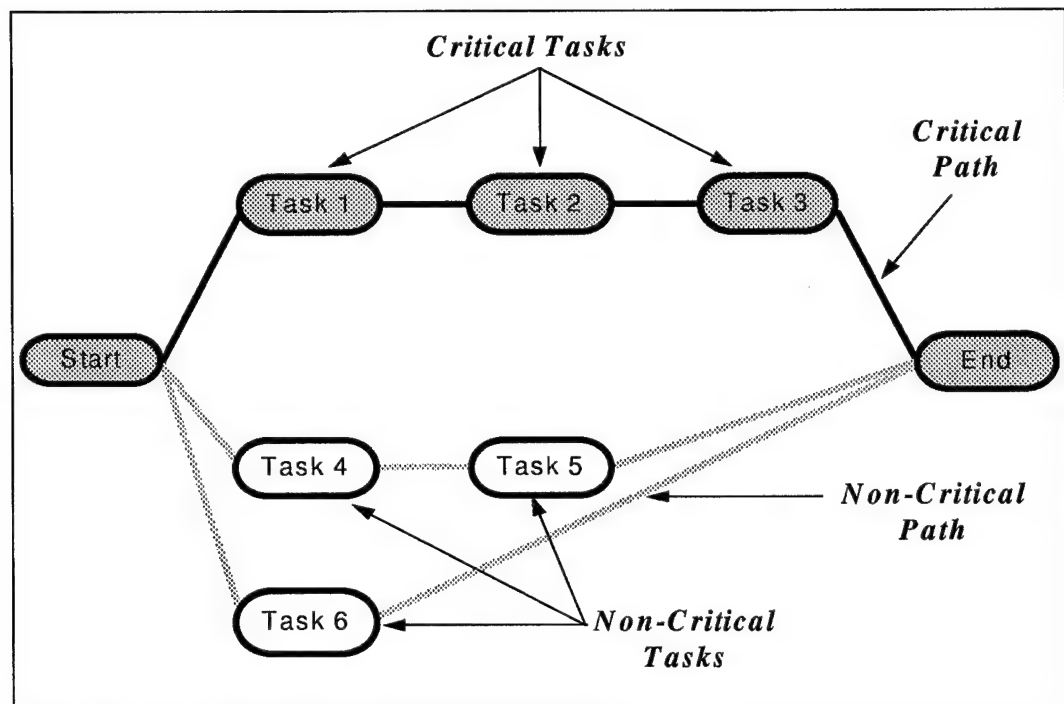 Critical Tasks
Critical
Path
Task 1
Task 2
Task 3
Start
End
Task 4
Task 5
Non-Critical
Path
Task 6
Non-Critical
Tasks